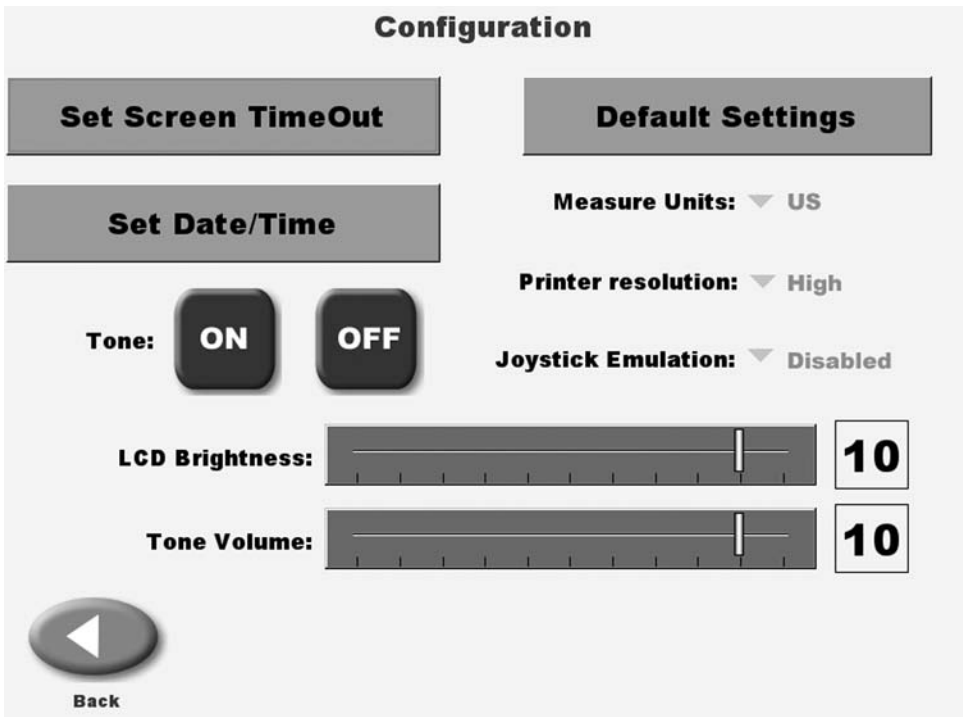 Configuration
Set Screen TimeOut
Default Settings
Set Date/Time
Measure Units: US
Printer resolution: High
Tone: ON OFF
Joystick Emulation: Disabled
LCD Brightness: 10
Tone Volume: 10
Back